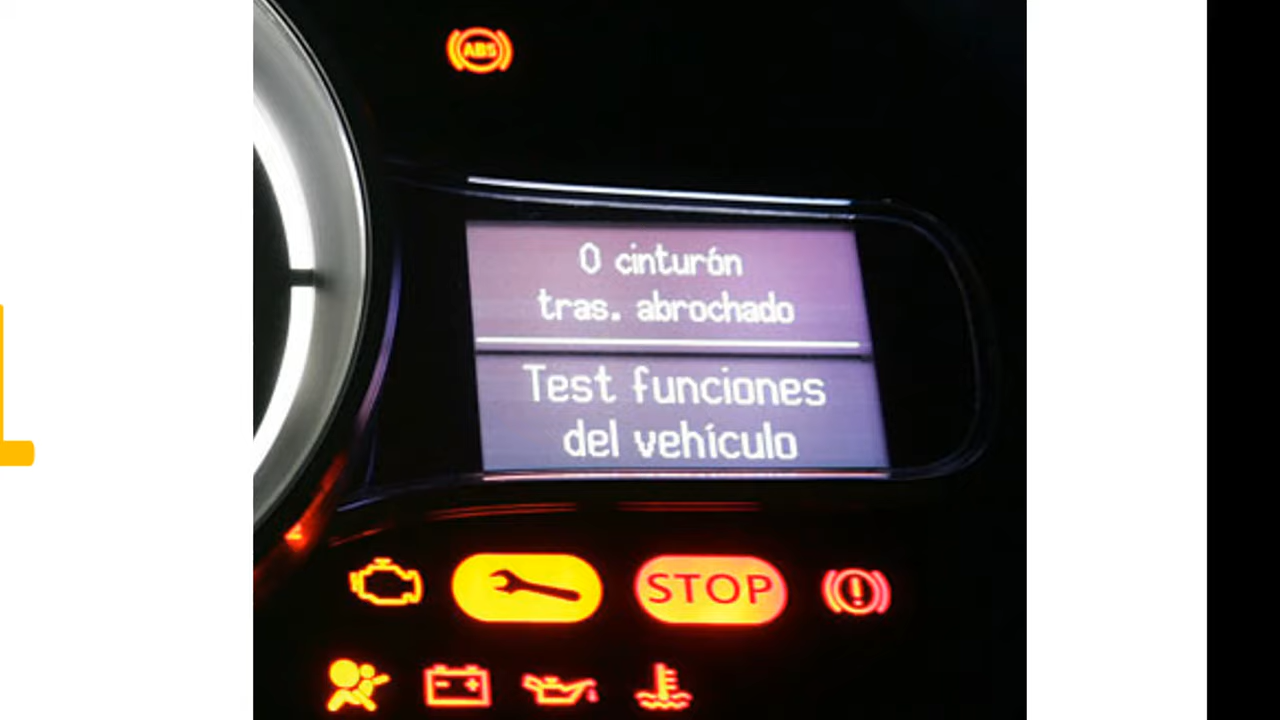 ABS
0 cinturón
tras. abrochado
Test funciones
del vehículo
STOP